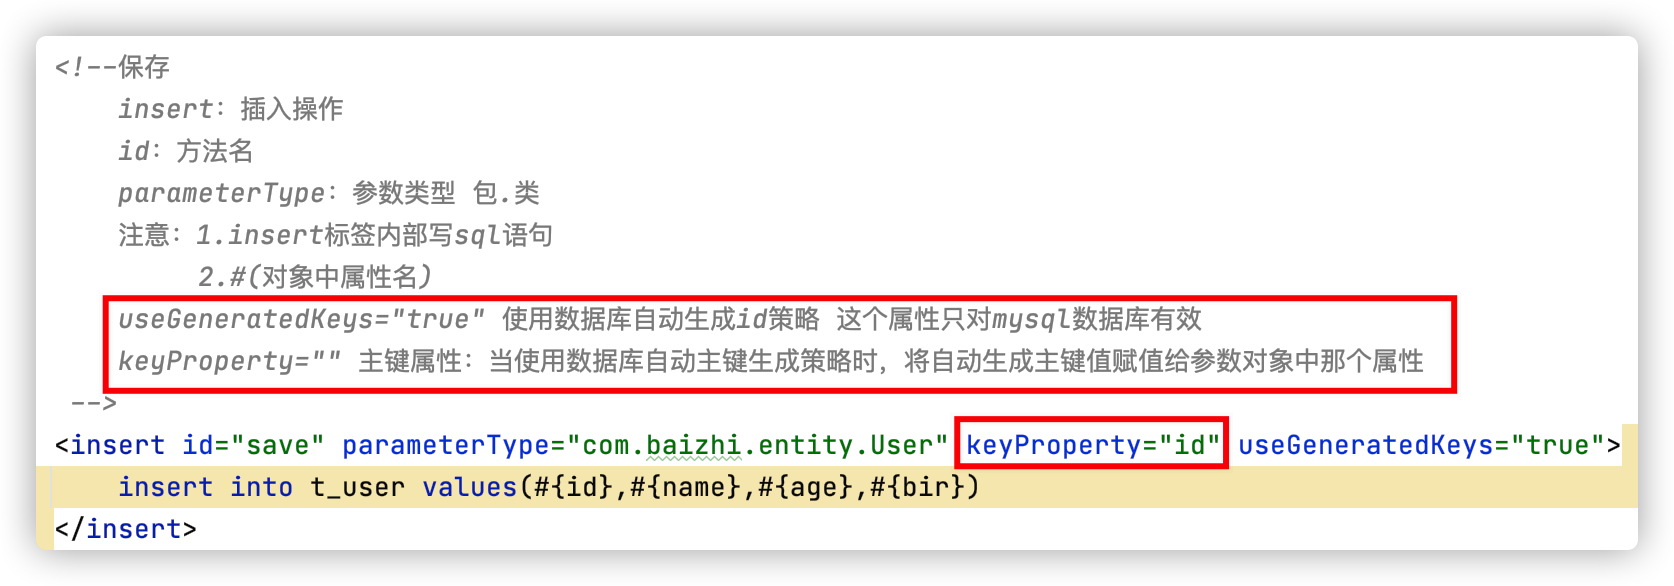 <!--保存
insert：插入操作
id：方法名
parameterType：参数类型 包.类
注意：1.insert标签内部写sql语句
2.#(对象中属性名)
useGeneratedKeys="true" 使用数据库自动生成id策略 这个属性只对mysql数据库有效
keyProperty="" 主键属性：当使用数据库自动主键生成策略时，将自动生成主键值赋值给参数对象中那个属性
-->
<insert id="save" parameterType="com.baizhi.entity.User" keyProperty="id" useGeneratedKeys="true">
insert into t_user values(#{id},#{name},#{age},#{bir})
</insert>